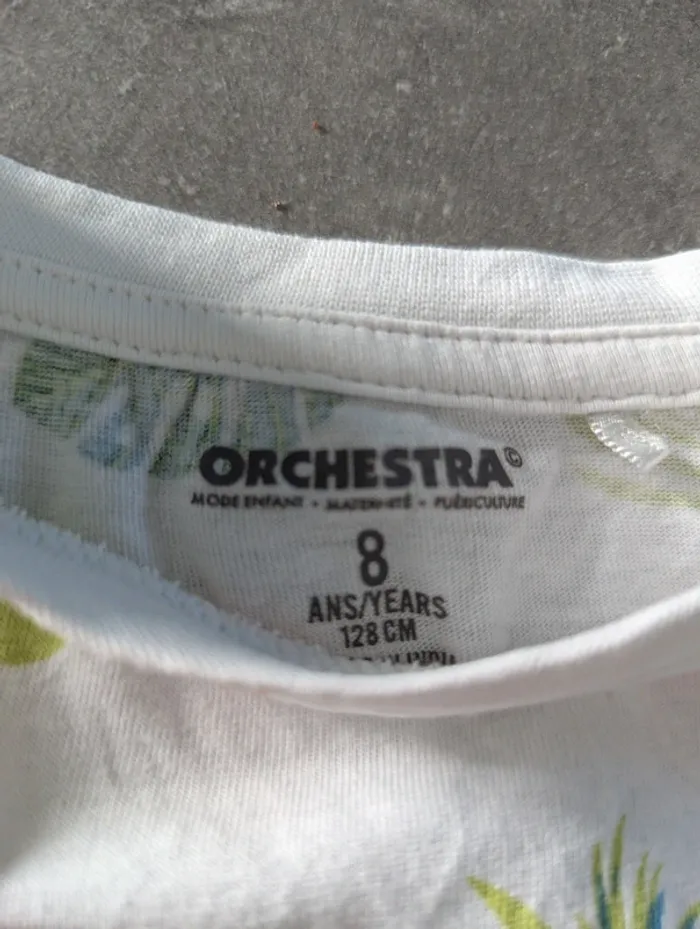 ORCHESTRA©
MODE ENFANT • MATERNITÉ • PUÉRICULTURE
8
ANS/YEARS
128 CM